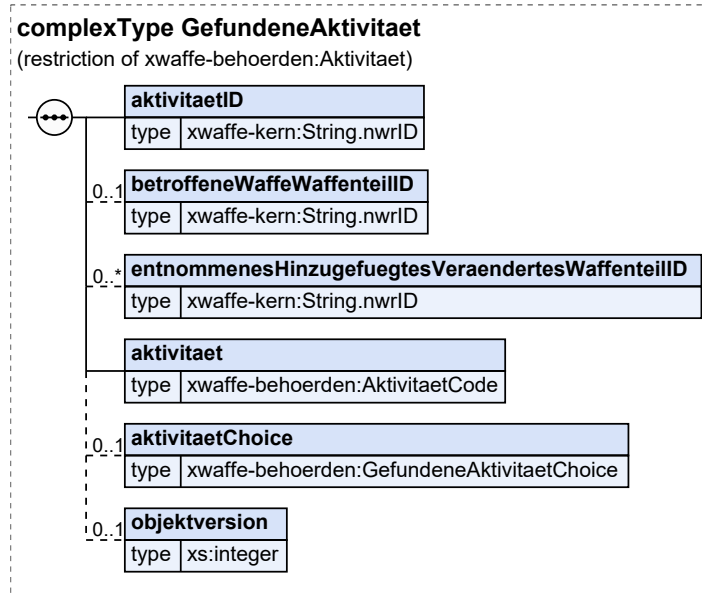 complexType GefundeneAktivitaet
(restriction of xwaffe-behoerden:Aktivitaet)
aktivitaetID
type xwaffe-kern:String.nwrID
0..1 betroffeneWaffeWaffenteilID
type xwaffe-kern:String.nwrID
0..* entnommenesHinzugefuegtesVeraendertesWaffenteilID
type xwaffe-kern:String.nwrID
aktivitaet
type xwaffe-behoerden:AktivitaetCode
0..1 aktivitaetChoice
type xwaffe-behoerden:GefundeneAktivitaetChoice
0..1 objektversion
type xs:integer